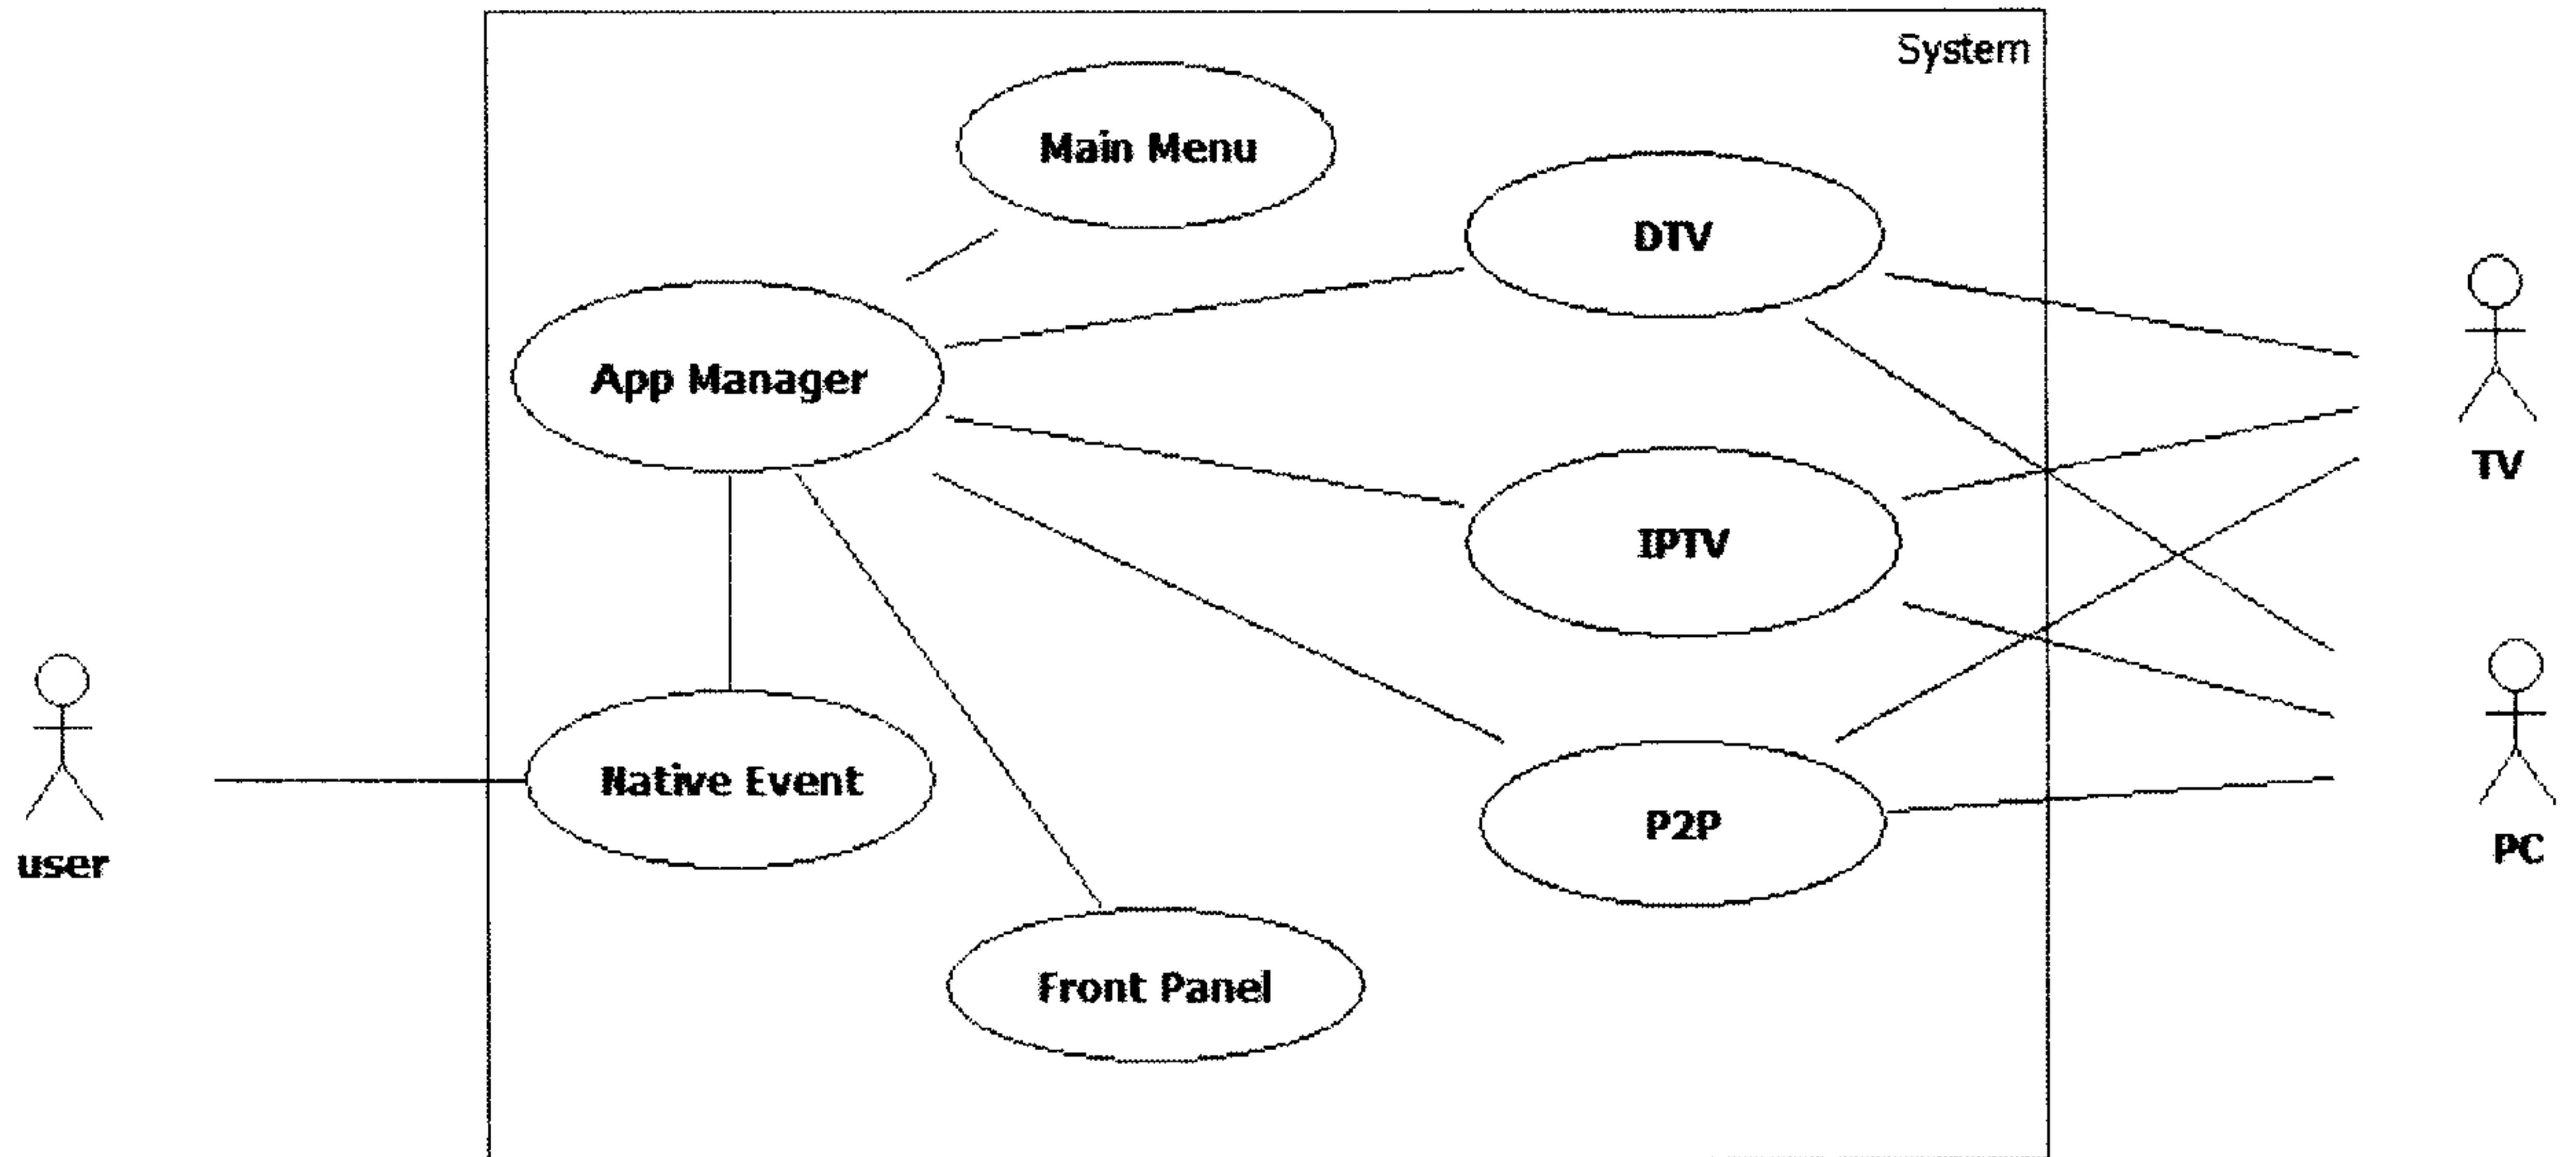 System
Main Menu
DTV
App Manager
TV
IPTV
Native Event
user
P2P
PC
Front Panel